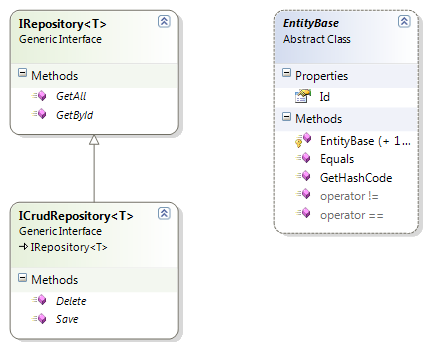 IRepository<T>
Generic Interface
Methods
GetAll
GetById
ICrudRepository<T>
Generic Interface
IRepository<T>
Methods
Delete
Save
EntityBase
Abstract Class
Properties
Id
Methods
EntityBase (+ 1...
Equals
GetHashCode
operator !=
operator ==